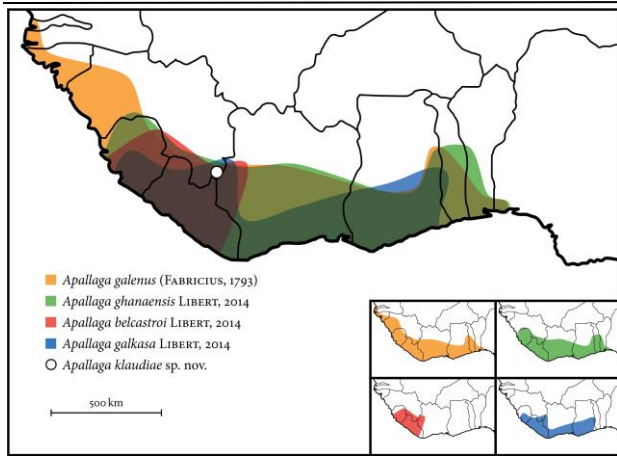 Apallaga galenus (FABRICIUS, 1793)
Apallaga ghanaensis LIBERT, 2014
Apallaga belcastroi LIBERT, 2014
Apallaga galkasa LIBERT, 2014
Apallaga klaudiae sp. nov.
500 km